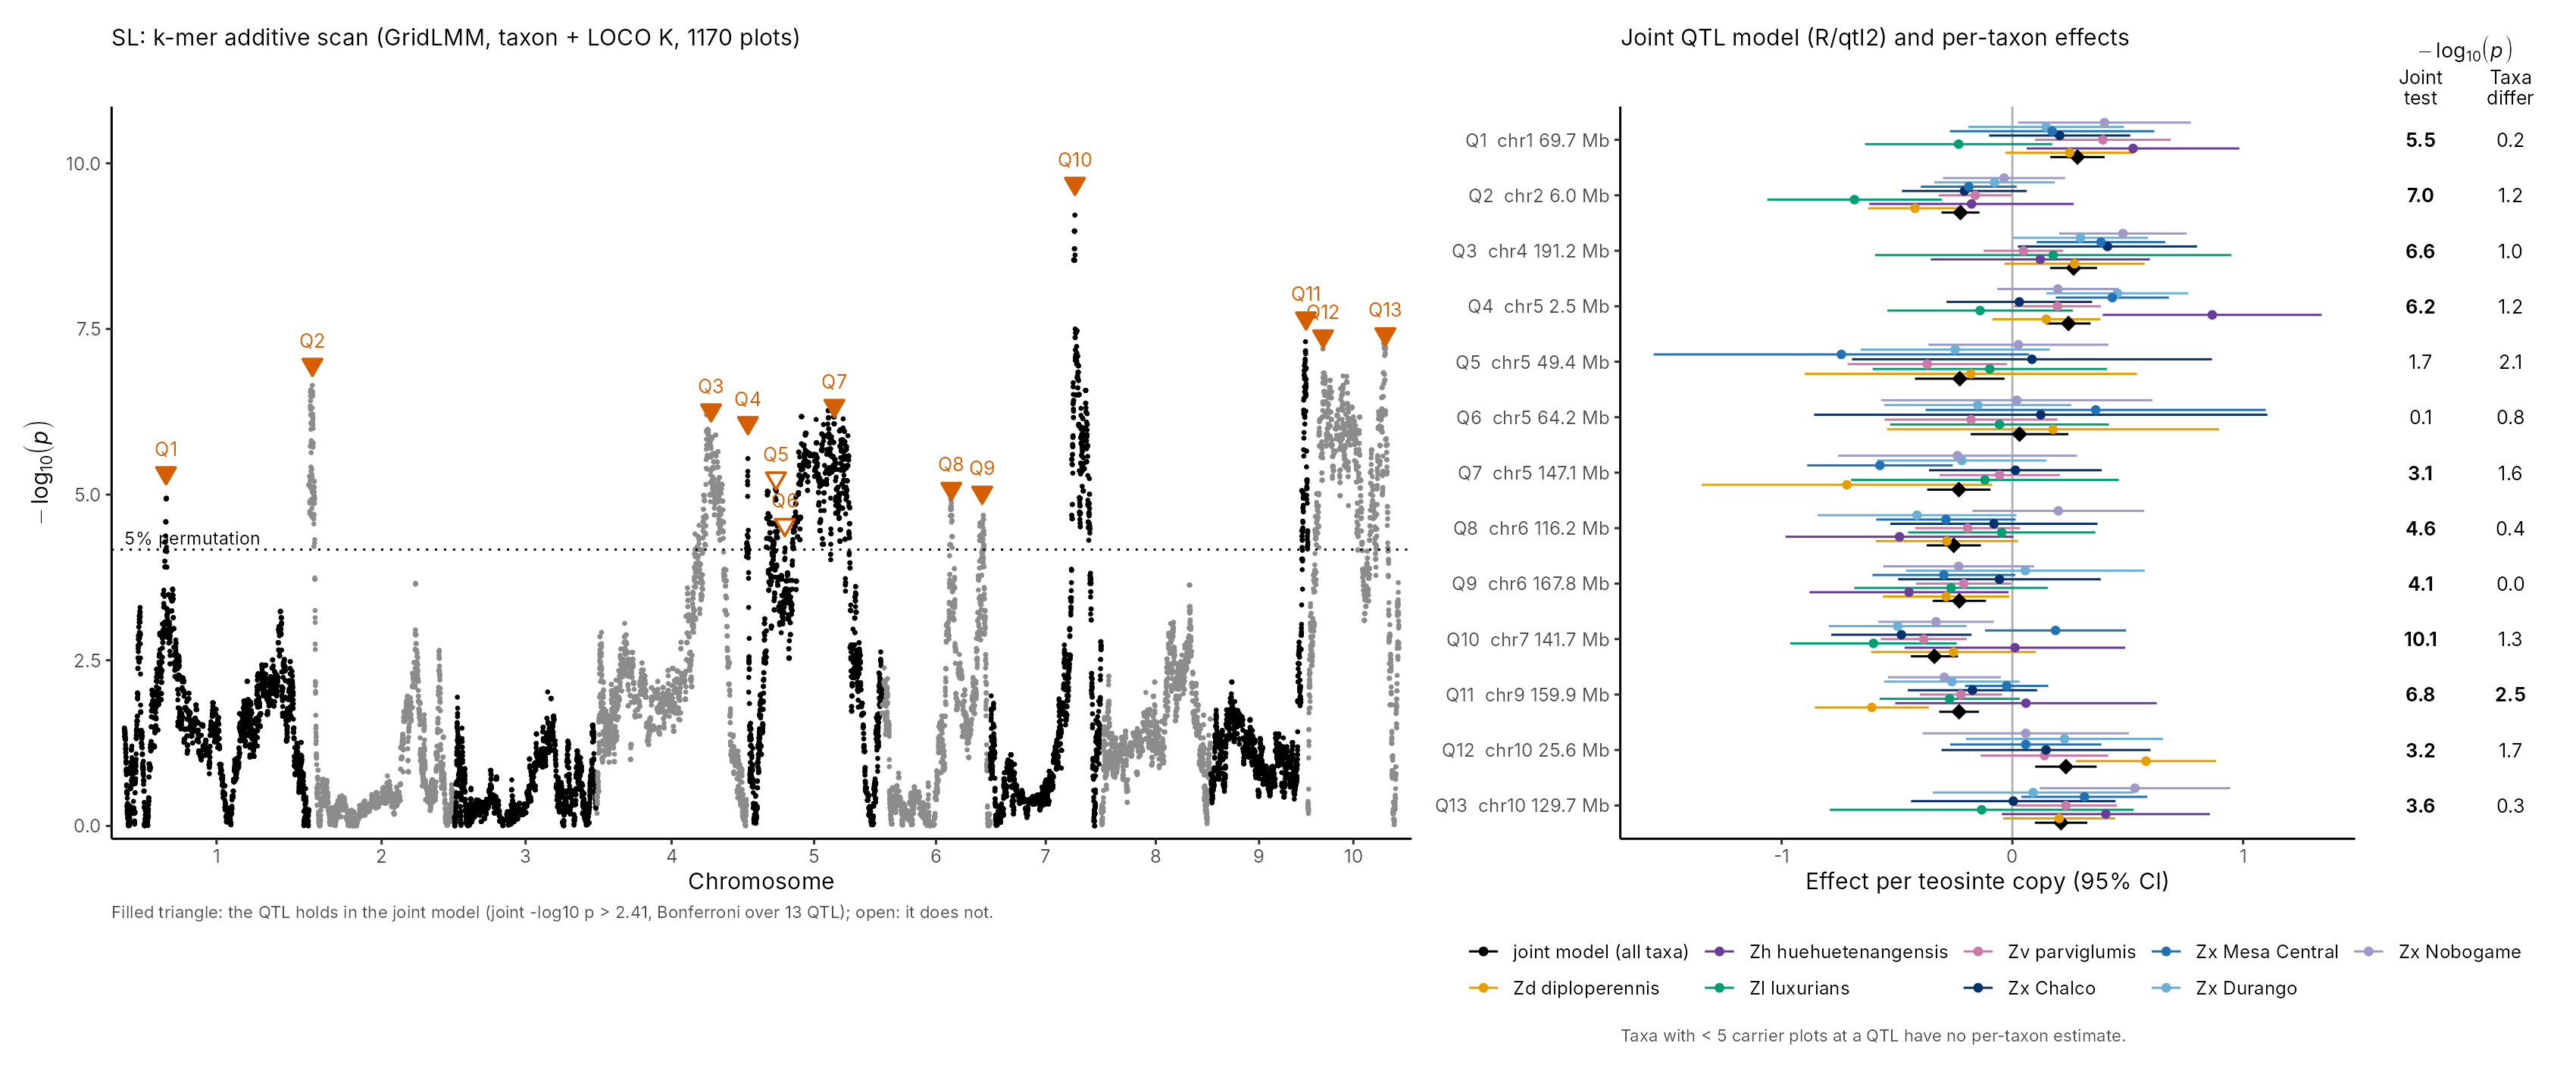 SL: k-mer additive scan (GridLMM, taxon + LOCO K, 1170 plots)
10.0
7.5
5.0
2.5
0.0
−log10(p)
5% permutation
Q1
Q2
Q3
Q4
Q5
Q6
Q7
Q8
Q9
Q10
Q11
Q12
Q13
1 2 3 4 5 6 7 8 9 10
Chromosome
Filled triangle: the QTL holds in the joint model (joint -log10 p > 2.41, Bonferroni over 13 QTL); open: it does not.
Joint QTL model (R/qtl2) and per-taxon effects
−log10(p)
Joint test
Taxa differ
Q1 chr1 69.7 Mb 5.5 0.2
Q2 chr2 6.0 Mb 7.0 1.2
Q3 chr4 191.2 Mb 6.6 1.0
Q4 chr5 2.5 Mb 6.2 1.2
Q5 chr5 49.4 Mb 1.7 2.1
Q6 chr5 64.2 Mb 0.1 0.8
Q7 chr5 147.1 Mb 3.1 1.6
Q8 chr6 116.2 Mb 4.6 0.4
Q9 chr6 167.8 Mb 4.1 0.0
Q10 chr7 141.7 Mb 10.1 1.3
Q11 chr9 159.9 Mb 6.8 2.5
Q12 chr10 25.6 Mb 3.2 1.7
Q13 chr10 129.7 Mb 3.6 0.3
-1 0 1
Effect per teosinte copy (95% CI)
joint model (all taxa) Zh huehuetenangensis Zv parviglumis Zx Mesa Central Zx Nobogame
Zd diploperennis Zl luxurians Zx Chalco Zx Durango
Taxa with < 5 carrier plots at a QTL have no per-taxon estimate.